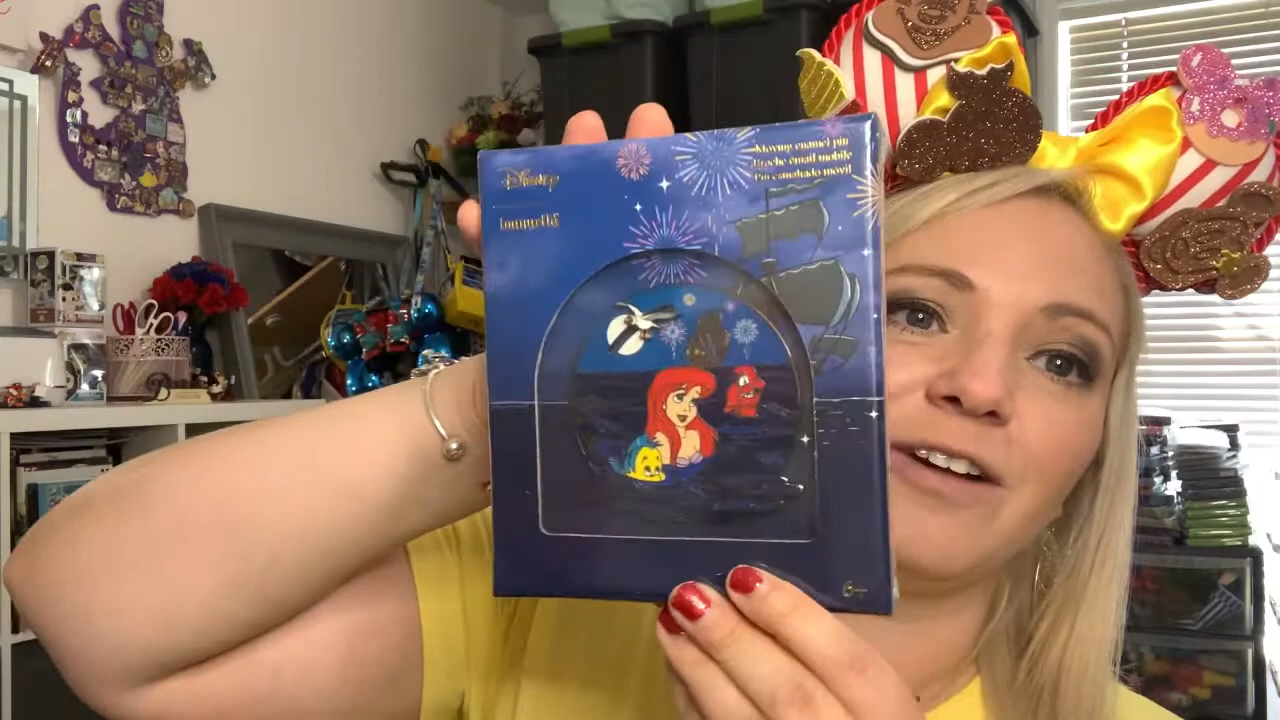 Disney
Loungefly
Moving enamel pin
Broche émail mobile
Pin esmaltado móvil